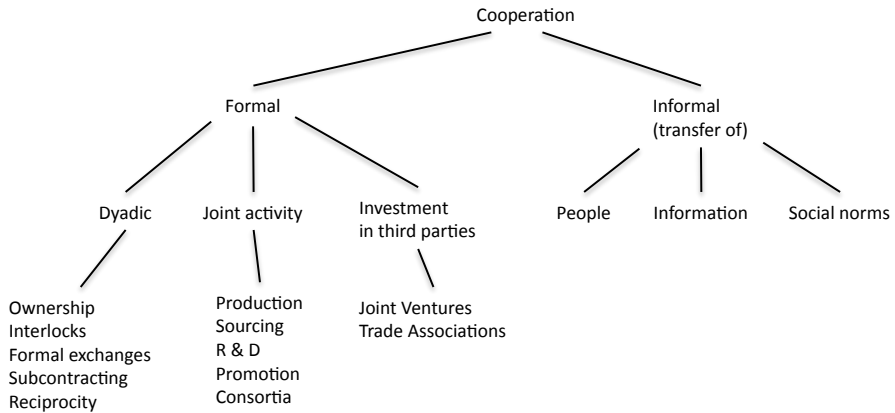 Cooperation
Formal
Informal
(transfer of)
Dyadic
Joint activity
Investment
in third parties
People
Information
Social norms
Ownership
Interlocks
Formal exchanges
Subcontracting
Reciprocity
Production
Sourcing
R & D
Promotion
Consortia
Joint Ventures
Trade Associations